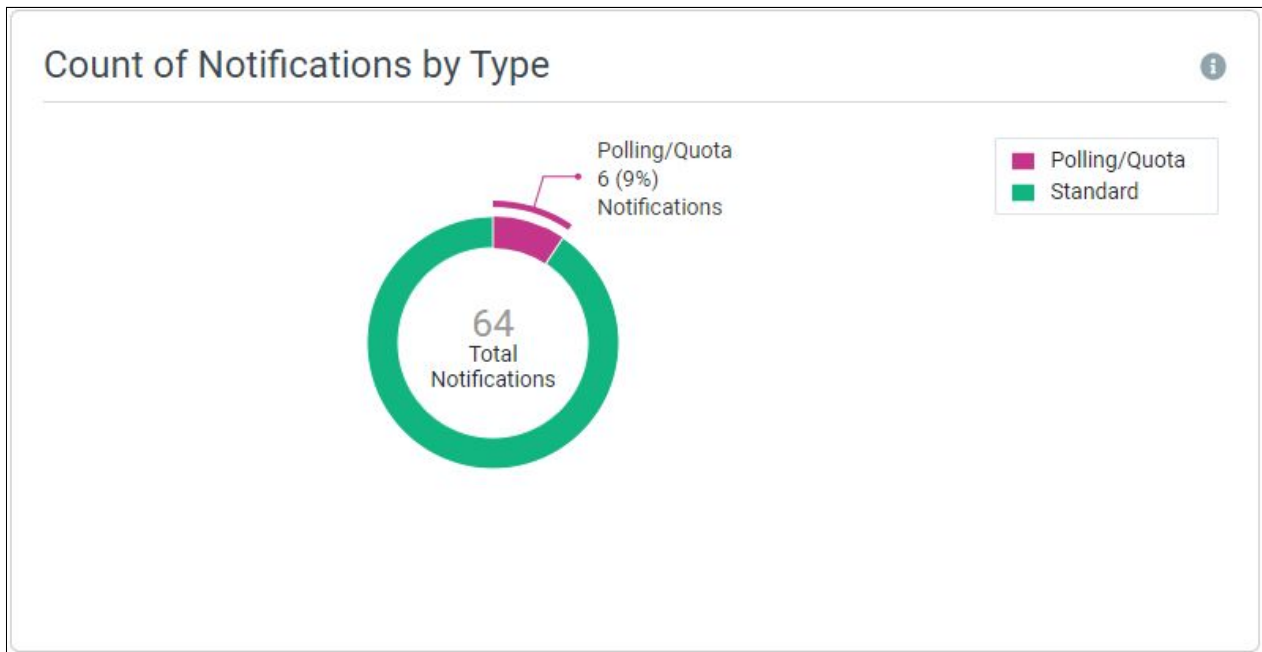 Count of Notifications by Type
Polling/Quota
6 (9%)
Notifications
Polling/Quota
Standard
64
Total
Notifications